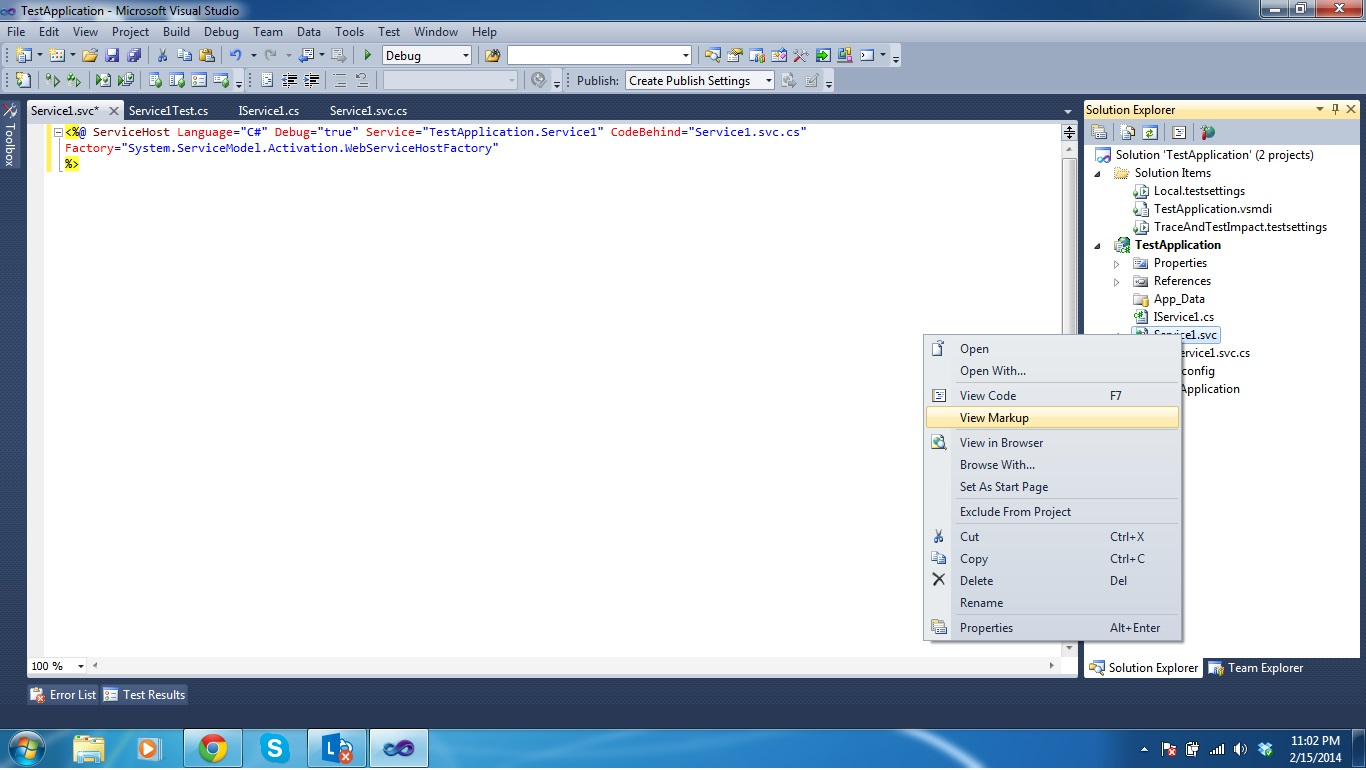 TestApplication - Microsoft Visual Studio
File Edit View Project Build Debug Team Data Tools Test Window Help
Debug
Publish: Create Publish Settings
Toolbox
Service1.svc* Service1Test.cs IService1.cs Service1.svc.cs
<%@ ServiceHost Language="C#" Debug="true" Service="TestApplication.Service1" CodeBehind="Service1.svc.cs"
Factory="System.ServiceModel.Activation.WebServiceHostFactory"
%>
100 %
Solution Explorer
Solution 'TestApplication' (2 projects)
Solution Items
Local.testsettings
TestApplication.vsmdi
TraceAndTestImpact.testsettings
TestApplication
Properties
References
App_Data
IService1.cs
Service1.svc
ervice1.svc.cs
config
Application
Open
Open With...
View Code F7
View Markup
View in Browser
Browse With...
Set As Start Page
Exclude From Project
Cut Ctrl+X
Copy Ctrl+C
Delete Del
Rename
Properties Alt+Enter
Solution Explorer Team Explorer
Error List Test Results
11:02 PM
2/15/2014